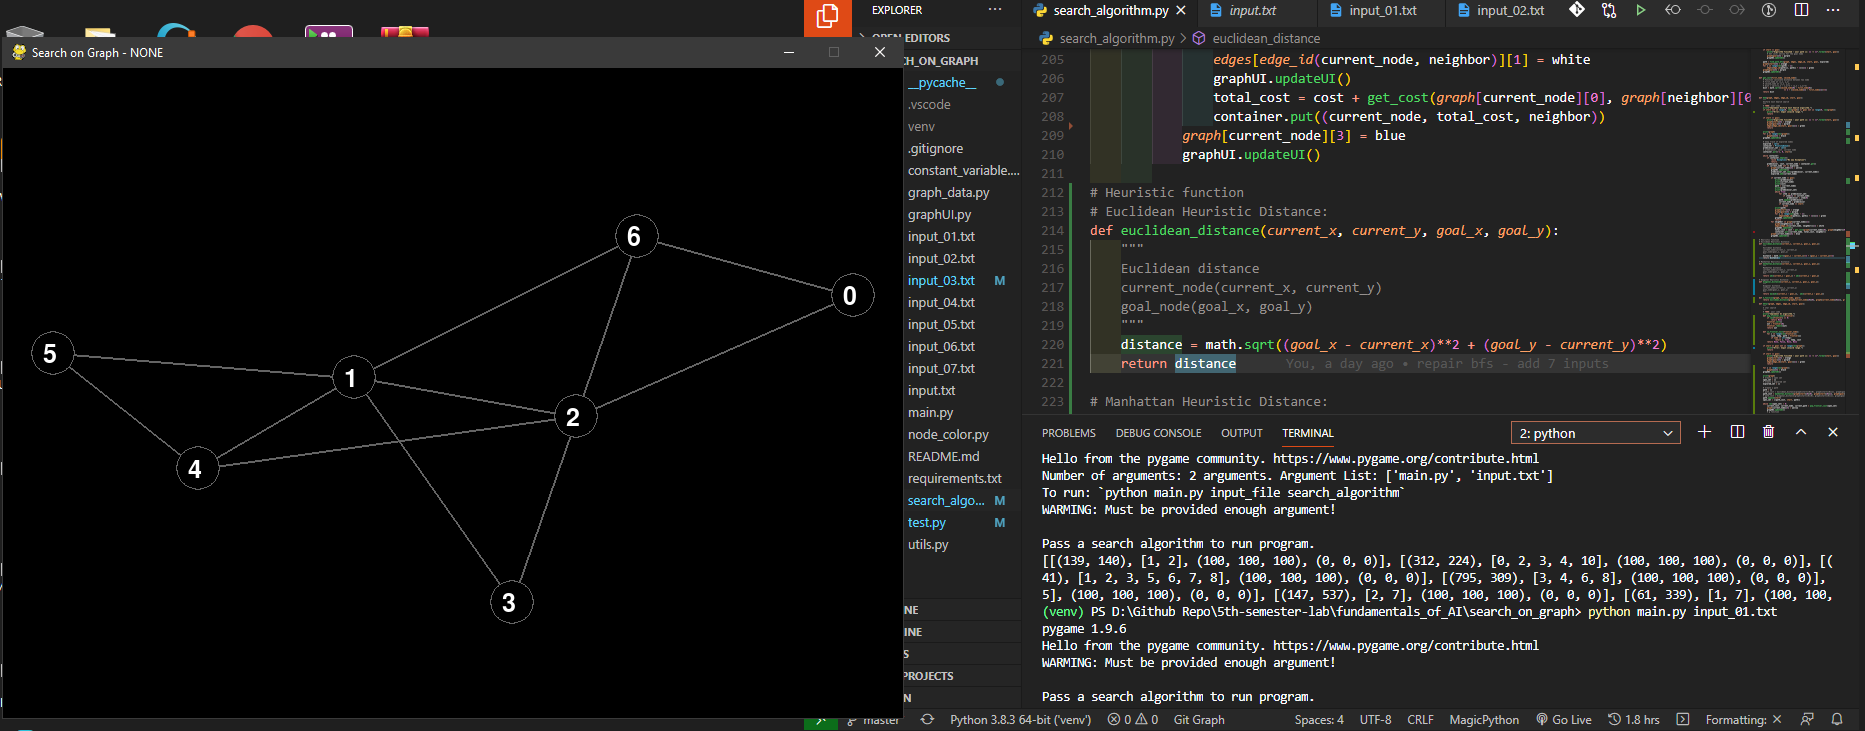 Search on Graph - NONE
6
0
5
1
2
4
3
EXPLORER
OPEN EDITORS
CH_ON_GRAPH
__pycache__
.vscode
venv
.gitignore
constant_variable....
graph_data.py
graphUI.py
input_01.txt
input_02.txt
input_03.txt M
input_04.txt
input_05.txt
input_06.txt
input_07.txt
input.txt
main.py
node_color.py
README.md
requirements.txt
search_algo... M
test.py M
utils.py
NE
INE
S
PROJECTS
N
search_algorithm.py
input.txt
input_01.txt
input_02.txt
search_algorithm.py > euclidean_distance
205 edges[edge_id(current_node, neighbor)][1] = white
206 graphUI.updateUI()
207 total_cost = cost + get_cost(graph[current_node][0], graph[neighbor][0
208 container.put((current_node, total_cost, neighbor))
209 graph[current_node][3] = blue
210 graphUI.updateUI()
211
212 # Heuristic function
213 # Euclidean Heuristic Distance:
214 def euclidean_distance(current_x, current_y, goal_x, goal_y):
215 """
216 Euclidean distance
217 current_node(current_x, current_y)
218 goal_node(goal_x, goal_y)
219 """
220 distance = math.sqrt((goal_x - current_x)**2 + (goal_y - current_y)**2)
221 return distance You, a day ago • repair bfs - add 7 inputs
222
223 # Manhattan Heuristic Distance:
PROBLEMS DEBUG CONSOLE OUTPUT TERMINAL 2: python
Hello from the pygame community. https://www.pygame.org/contribute.html
Number of arguments: 2 arguments. Argument List: ['main.py', 'input.txt']
To run: `python main.py input_file search_algorithm`
WARMING: Must be provided enough argument!
Pass a search algorithm to run program.
[[(139, 140), [1, 2], (100, 100, 100), (0, 0, 0)], [(312, 224), [0, 2, 3, 4, 10], (100, 100, 100), (0, 0, 0)], [(
41), [1, 2, 3, 5, 6, 7, 8], (100, 100, 100), (0, 0, 0)], [(795, 309), [3, 4, 6, 8], (100, 100, 100), (0, 0, 0)],
5], (100, 100, 100), (0, 0, 0)], [(147, 537), [2, 7], (100, 100, 100), (0, 0, 0)], [(61, 339), [1, 7], (100, 100,
(venv) PS D:\Github Repo\5th-semester-lab\fundamentals_of_AI\search_on_graph> python main.py input_01.txt
pygame 1.9.6
Hello from the pygame community. https://www.pygame.org/contribute.html
WARMING: Must be provided enough argument!
Pass a search algorithm to run program.
master Python 3.8.3 64-bit ('venv') 0 0 Git Graph Spaces: 4 UTF-8 CRLF MagicPython Go Live 1.8 hrs Formatting: ×